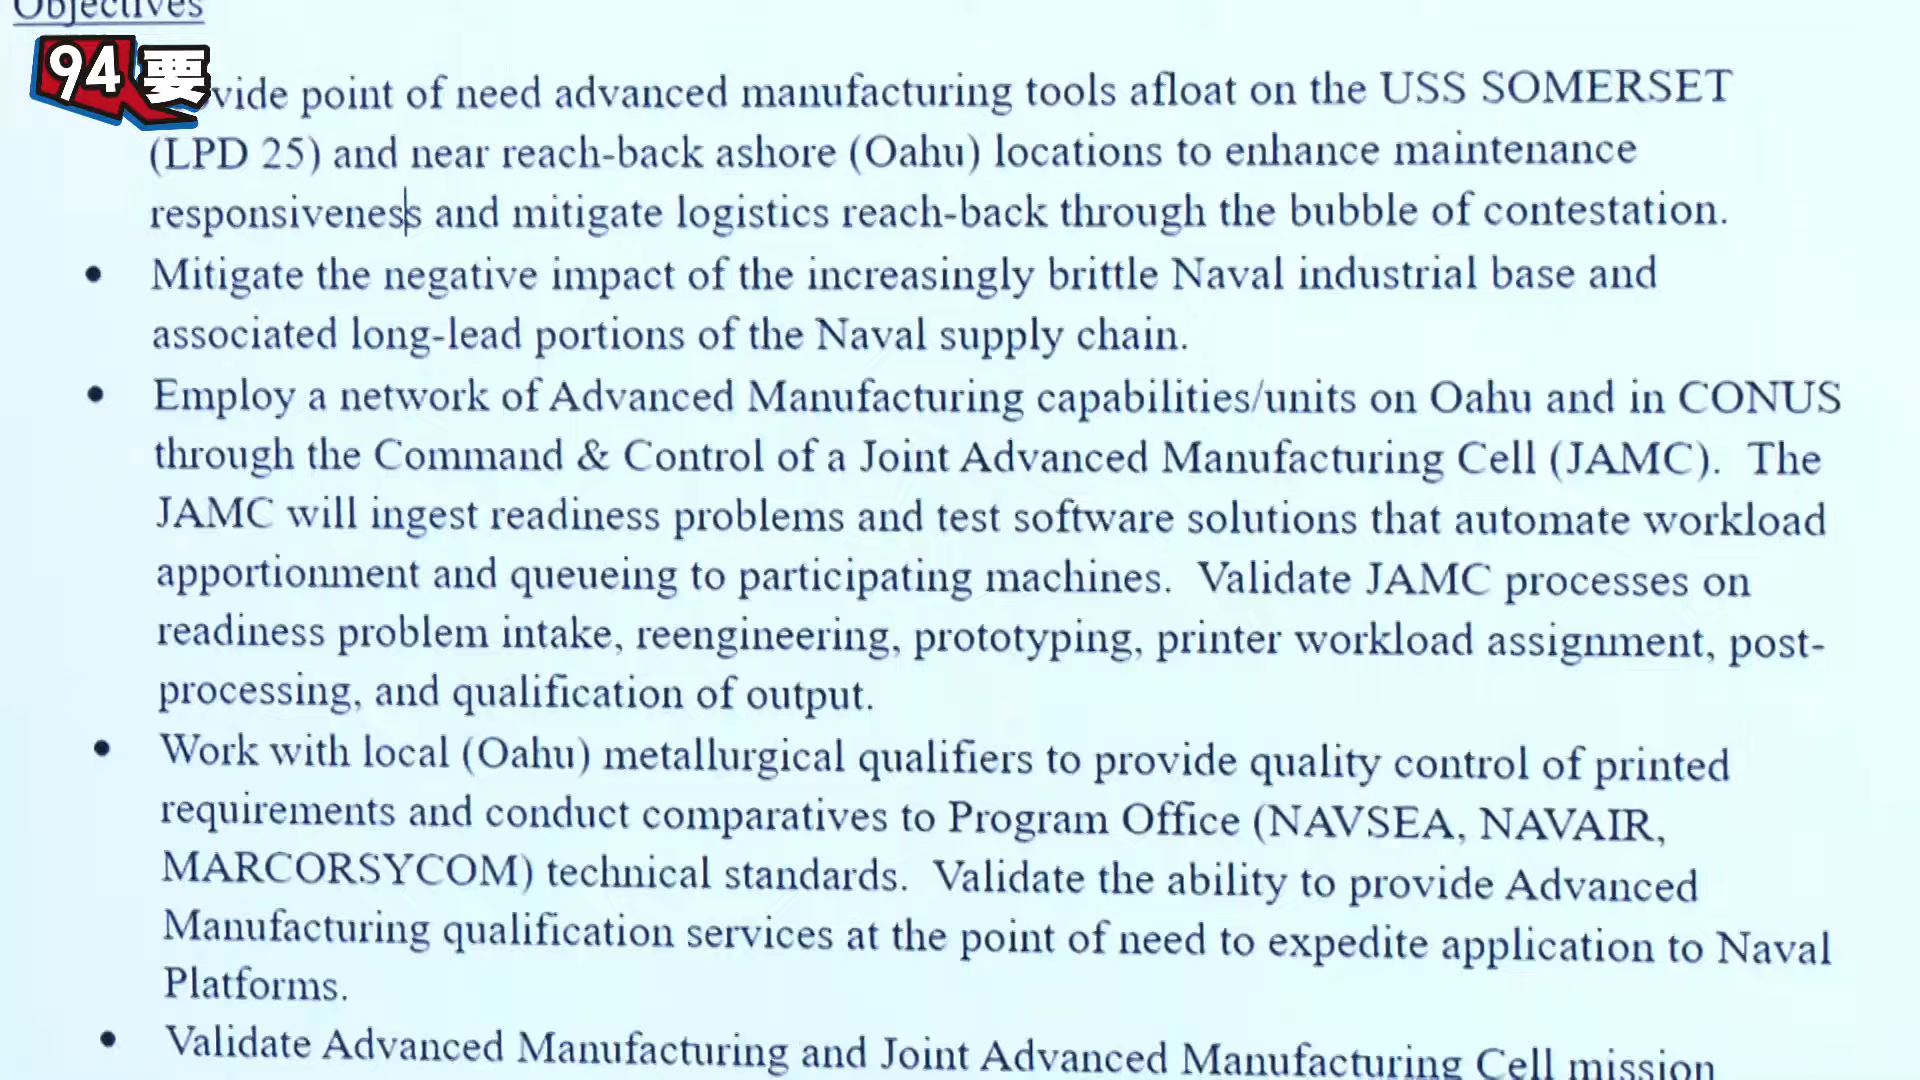 Objectives
94要
vide point of need advanced manufacturing tools afloat on the USS SOMERSET
(LPD 25) and near reach-back ashore (Oahu) locations to enhance maintenance
responsiveness and mitigate logistics reach-back through the bubble of contestation.
• Mitigate the negative impact of the increasingly brittle Naval industrial base and
associated long-lead portions of the Naval supply chain.
• Employ a network of Advanced Manufacturing capabilities/units on Oahu and in CONUS
through the Command & Control of a Joint Advanced Manufacturing Cell (JAMC). The
JAMC will ingest readiness problems and test software solutions that automate workload
apportionment and queueing to participating machines. Validate JAMC processes on
readiness problem intake, reengineering, prototyping, printer workload assignment, post-
processing, and qualification of output.
• Work with local (Oahu) metallurgical qualifiers to provide quality control of printed
requirements and conduct comparatives to Program Office (NAVSEA, NAVAIR,
MARCORSYCOM) technical standards. Validate the ability to provide Advanced
Manufacturing qualification services at the point of need to expedite application to Naval
Platforms.
• Validate Advanced Manufacturing and Joint Advanced Manufacturing Cell mission